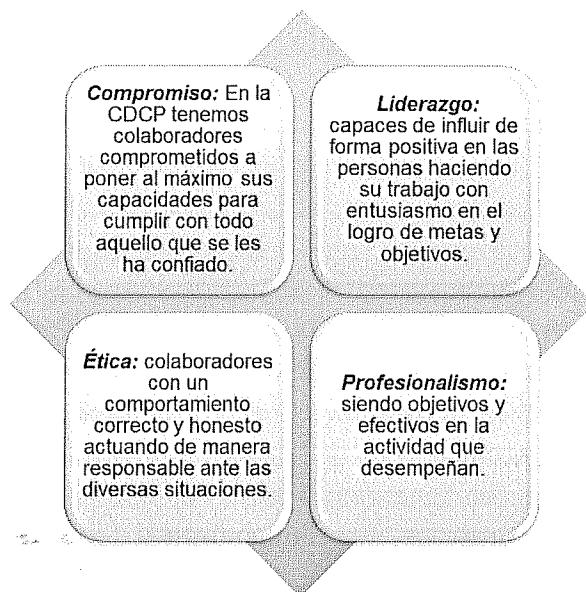 Compromiso: En la
CDCP tenemos
colaboradores
comprometidos a
poner al máximo sus
capacidades para
cumplir con todo
aquello que se les
ha confiado.
Liderazgo:
capaces de influir de
forma positiva en las
personas haciendo
su trabajo con
entusiasmo en el
logro de metas y
objetivos.
Ética: colaboradores
con un
comportamiento
correcto y honesto
actuando de manera
responsable ante las
diversas situaciones.
Profesionalismo:
siendo objetivos y
efectivos en la
actividad que
desempeñan.